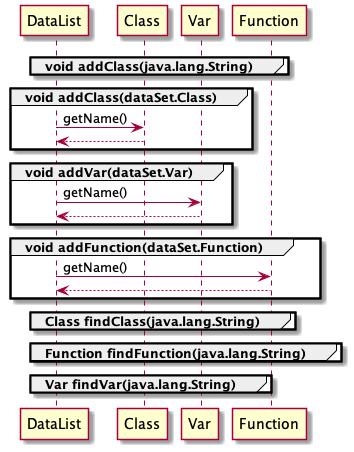 DataList Class Var Function
void addClass(java.lang.String)
void addClass(dataSet.Class)
getName()
void addVar(dataSet.Var)
getName()
void addFunction(dataSet.Function)
getName()
Class findClass(java.lang.String)
Function findFunction(java.lang.String)
Var findVar(java.lang.String)
DataList Class Var Function